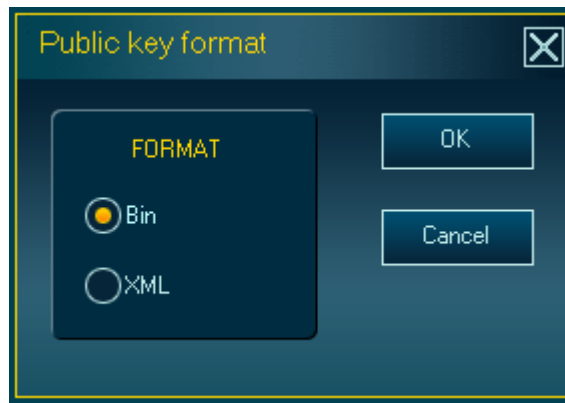 Public key format
FORMAT
Bin
XML
OK
Cancel